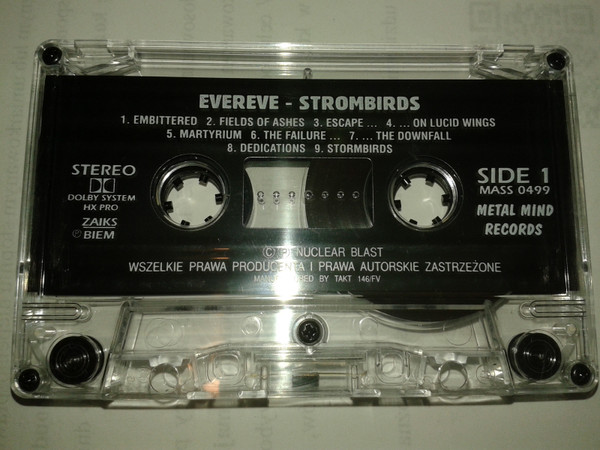 EVEREVE - STROMBIRDS
1. EMBITTERED 2. FIELDS OF ASHES 3. ESCAPE ... 4. ... ON LUCID WINGS
5. MARTYRIUM 6. THE FAILURE ... 7. ... THE DOWNFALL
8. DEDICATIONS 9. STORMBIRDS
STEREO
DOLBY SYSTEM
HX PRO
ZAIKS
℗ BIEM
SIDE 1
MASS 0499
METAL MIND
RECORDS
(C) NUCLEAR BLAST
WSZELKIE PRAWA PRODUCENTA I PRAWA AUTORSKIE ZASTRZEŻONE
BY TAKT 146/FV